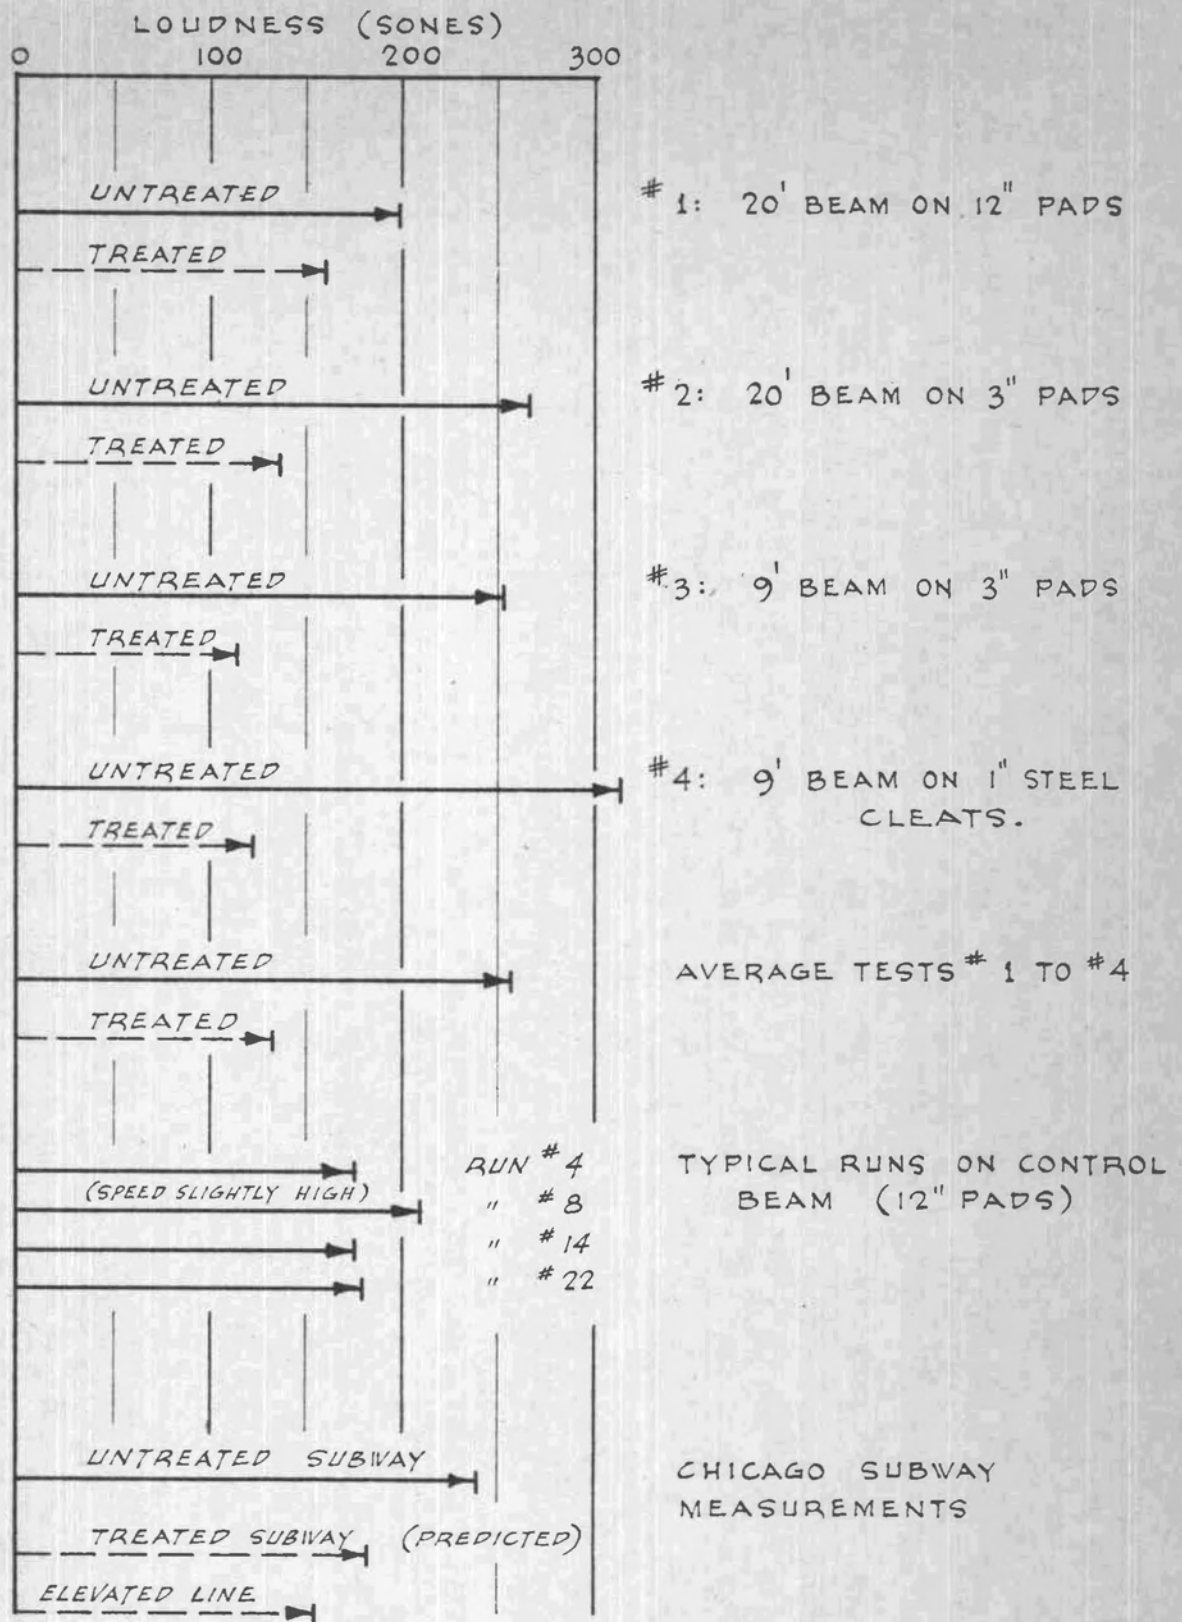 LOUDNESS (SONES)
0 100 200 300
UNTREATED
#1: 20' BEAM ON 12" PADS
TREATED
UNTREATED
#2: 20' BEAM ON 3" PADS
TREATED
UNTREATED
#3: 9' BEAM ON 3" PADS
TREATED
UNTREATED
#4: 9' BEAM ON 1" STEEL
CLEATS.
TREATED
UNTREATED
AVERAGE TESTS #1 TO #4
TREATED
RUN #4
TYPICAL RUNS ON CONTROL
BEAM (12" PADS)
(SPEED SLIGHTLY HIGH)
" #8
" #14
" #22
UNTREATED SUBWAY
CHICAGO SUBWAY
MEASUREMENTS
TREATED SUBWAY (PREDICTED)
ELEVATED LINE